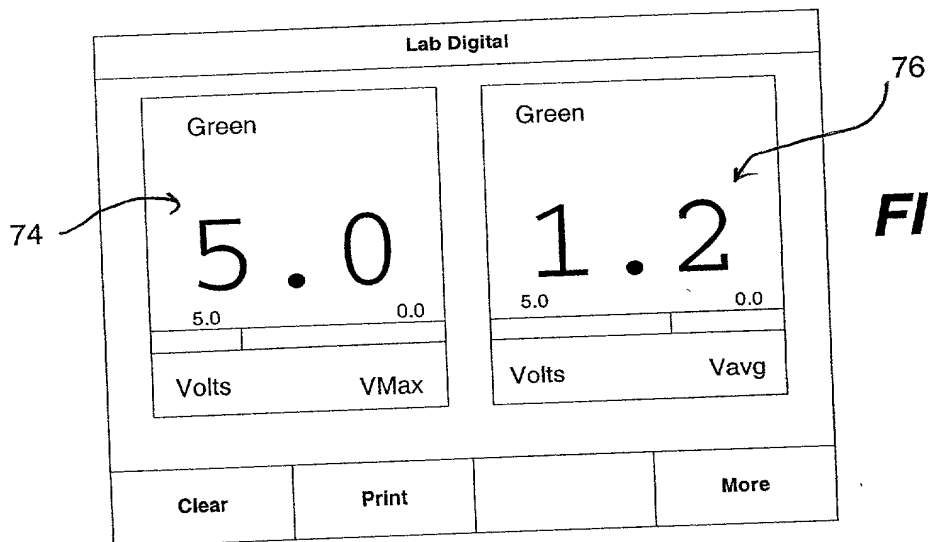 Lab Digital
76
Green
Green
74
5.0
1.2
5.0 0.0
5.0 0.0
Volts VMax
Volts Vavg
FI
Clear Print More